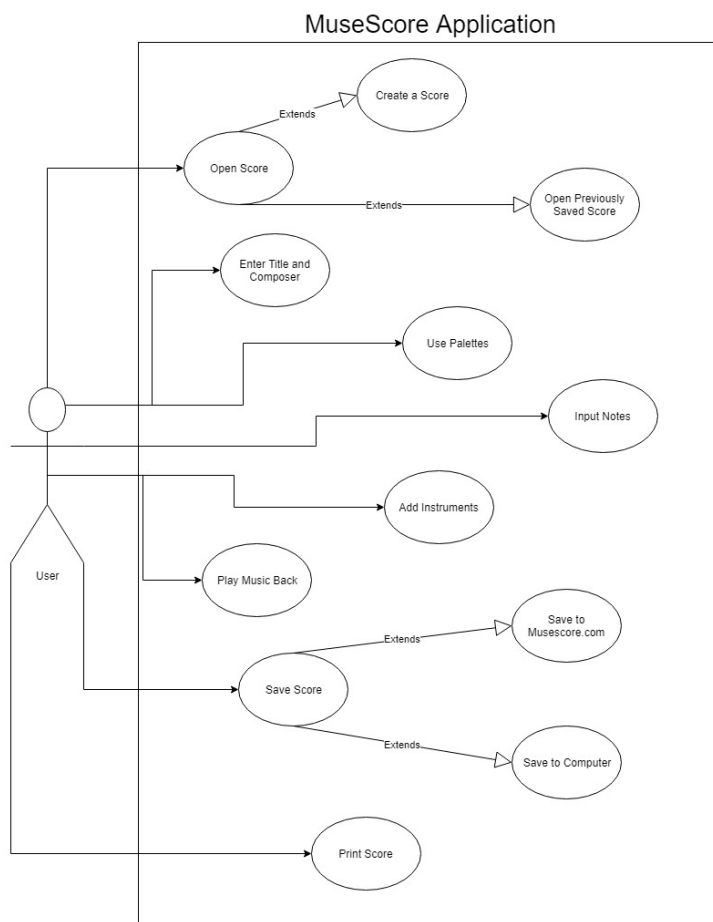 MuseScore Application
Create a Score
Extends
Open Score
Extends
Open Previously
Saved Score
Enter Title and
Composer
Use Palettes
Input Notes
Add Instruments
User
Play Music Back
Save to
Musescore.com
Extends
Save Score
Extends
Save to Computer
Print Score